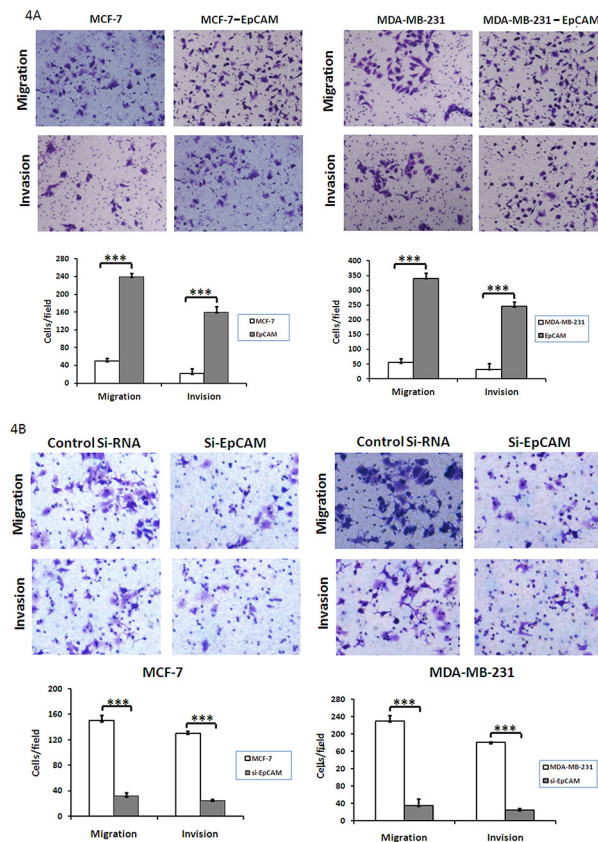 4A
MCF-7
MCF-7-EpCAM
MDA-MB-231
MDA-MB-231-EpCAM
Migration
Invasion
Cells/field
280
240
200
160
120
80
40
0
***
***
MCF-7
EpCAM
Migration
Invision
Cells/field
400
350
300
250
200
150
100
50
0
***
***
MDA-MB-231
EpCAM
Migration
Invision
4B
Control Si-RNA
Si-EpCAM
Control Si-RNA
Si-EpCAM
Migration
Invasion
Migration
Invasion
MCF-7
MDA-MB-231
Cells/field
200
160
120
80
40
0
***
***
MCF-7
si-EpCAM
Migration
Invision
Cells/field
280
240
200
60
120
80
40
0
***
***
MDA-MB-231
si-EpCAM
Migration
Invision